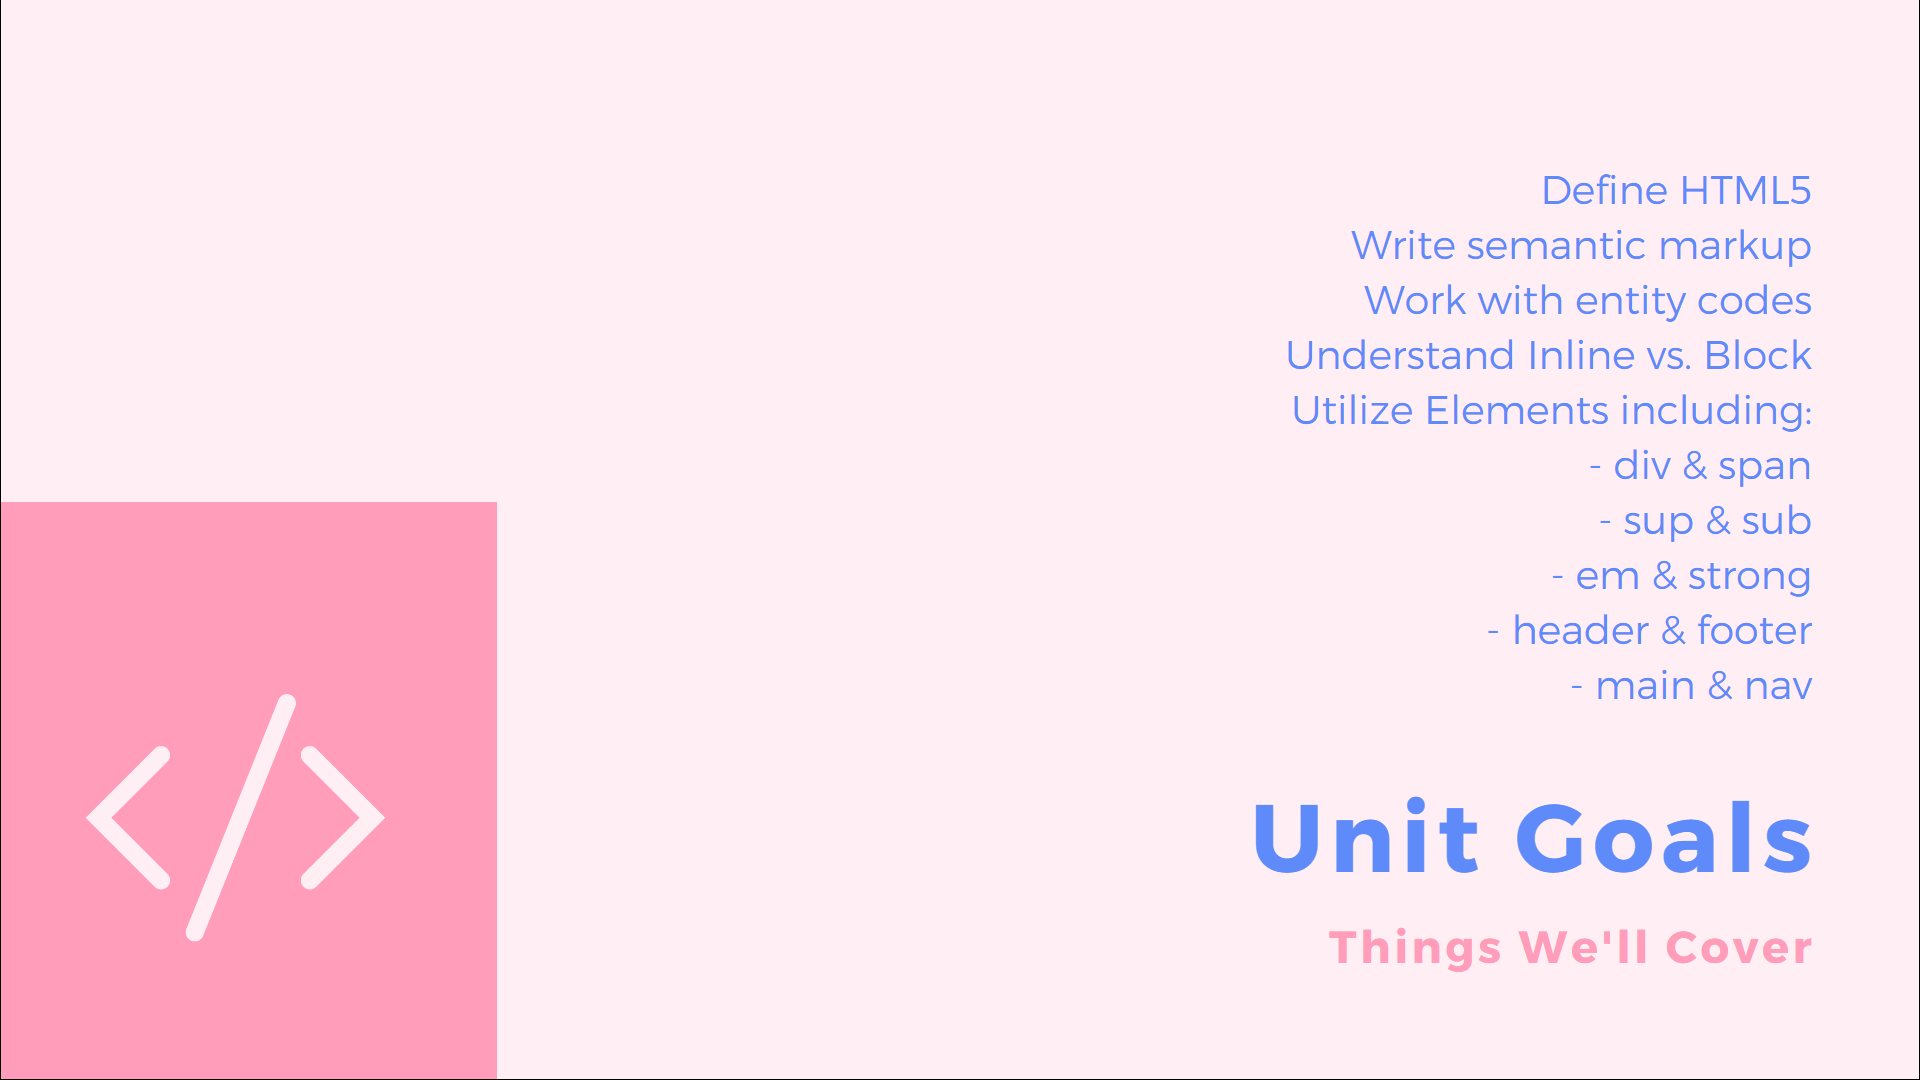 Define HTML5
Write semantic markup
Work with entity codes
Understand Inline vs. Block
Utilize Elements including:
- div & span
- sup & sub
- em & strong
- header & footer
- main & nav
Unit Goals
Things We'll Cover